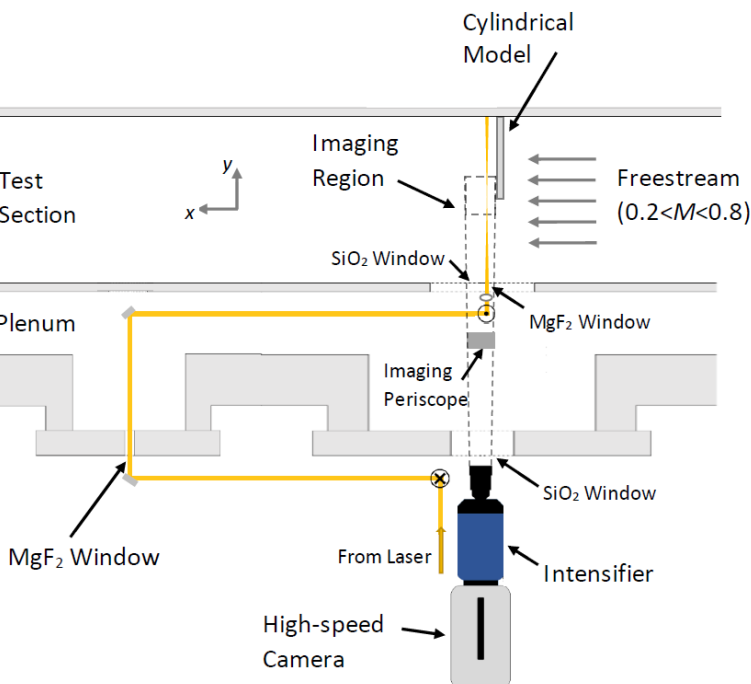 Cylindrical
Model
Imaging
Region
y
x
Test
Section
Freestream
(0.2<M<0.8)
SiO₂ Window
Plenum
MgF₂ Window
Imaging
Periscope
SiO₂ Window
MgF₂ Window
From Laser
Intensifier
High-speed
Camera